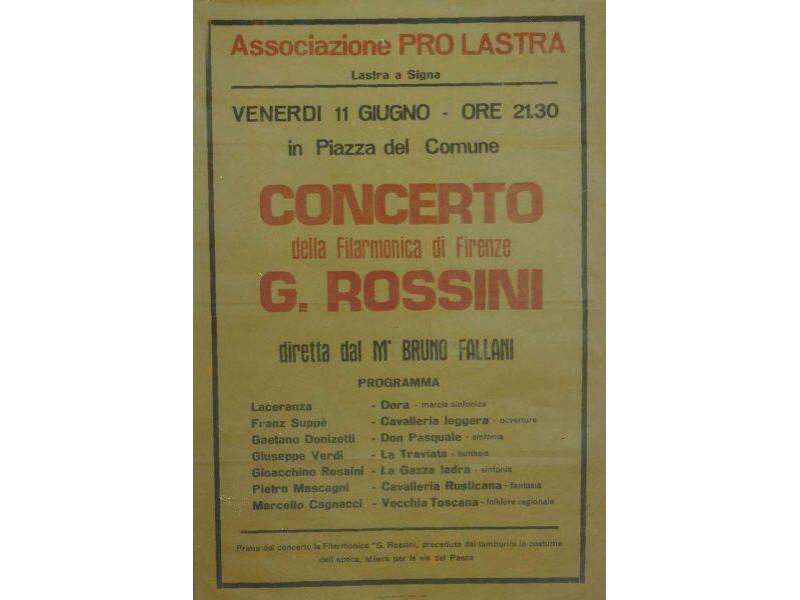 Associazione PRO LASTRA
Lastra a Signa
VENERDI 11 GIUGNO - ORE 21.30
in Piazza del Comune
CONCERTO
della Filarmonica di Firenze
G. ROSSINI
diretta dal M° BRUNO FALLANI
PROGRAMMA
Laceranza - Dora - marcia sinfonica
Franz Suppè - Cavalleria leggera - ouverture
Gaetano Donizetti - Don Pasquale - sinfonia
Giuseppe Verdi - La Traviata - fantasia
Gioacchino Rossini - La Gazza ladra - sinfonia
Pietro Mascagni - Cavalleria Rusticana - fantasia
Marcello Cagnacci - Vecchia Toscana - folklore regionale
Prima del concerto la Filarmonica "G. Rossini, preceduta dai tamburini in costume
dell'epoca, sfilerà per le vie del Paese